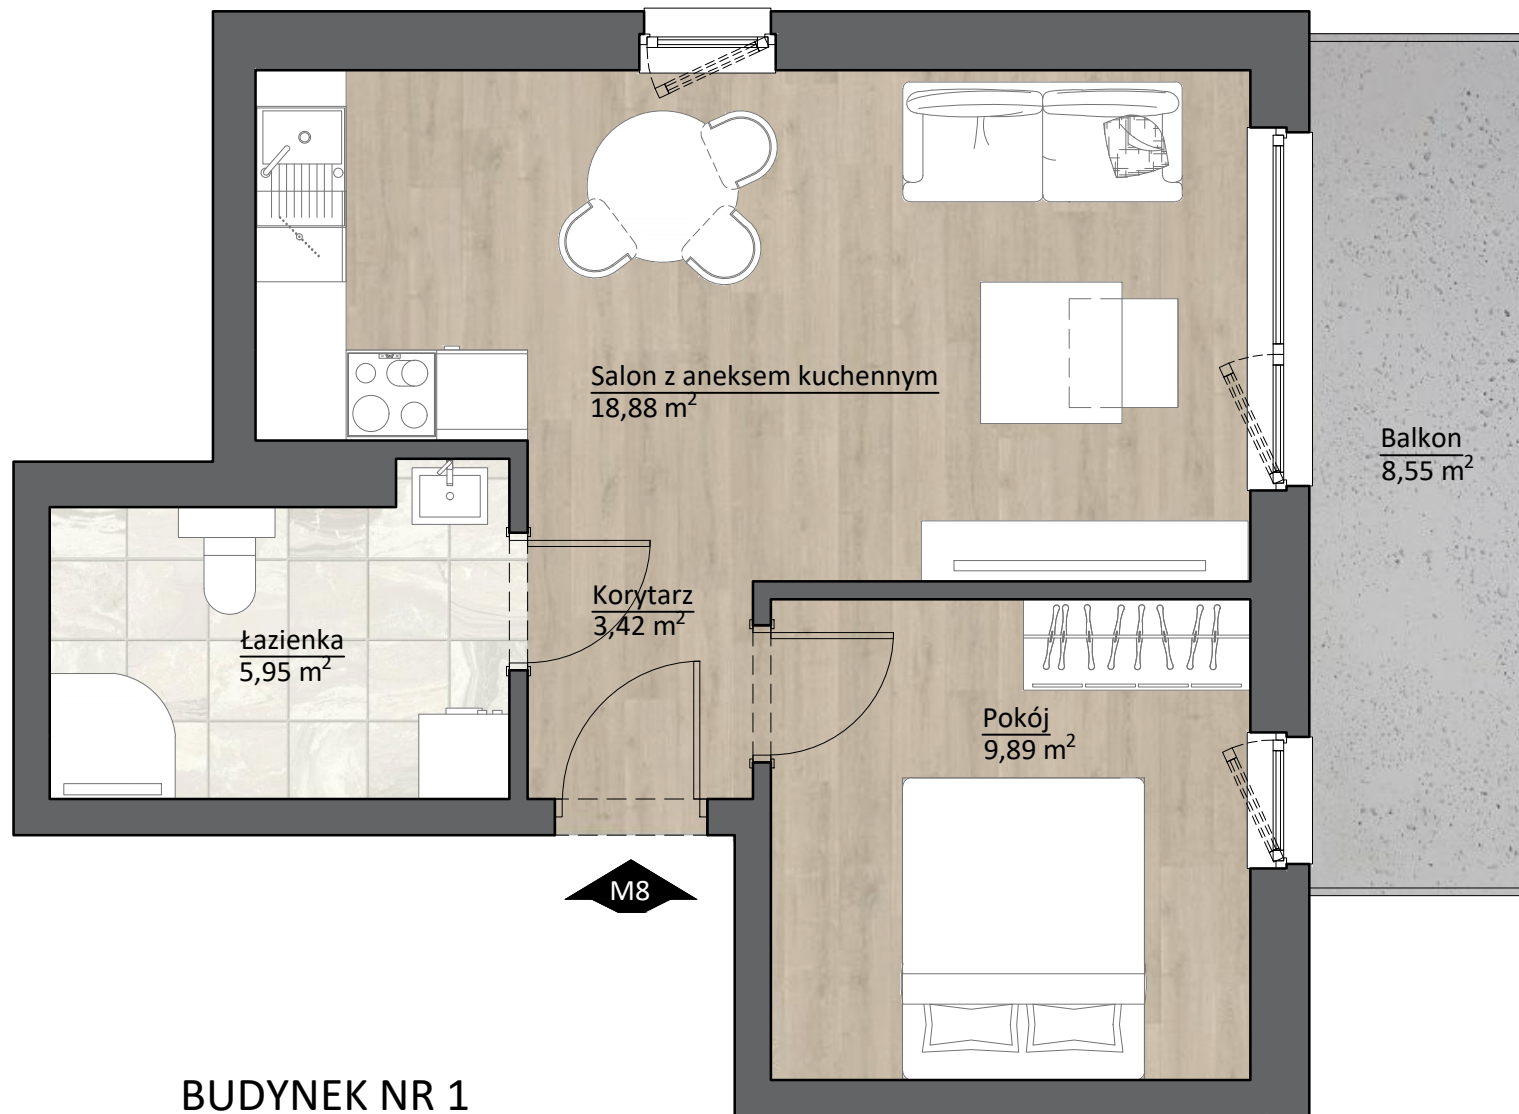 Salon z aneksem kuchennym
18,88 m²
Balkon
8,55 m²
Korytarz
3,42 m²
Łazienka
5,95 m²
Pokój
9,89 m²
M8
BUDYNEK NR 1